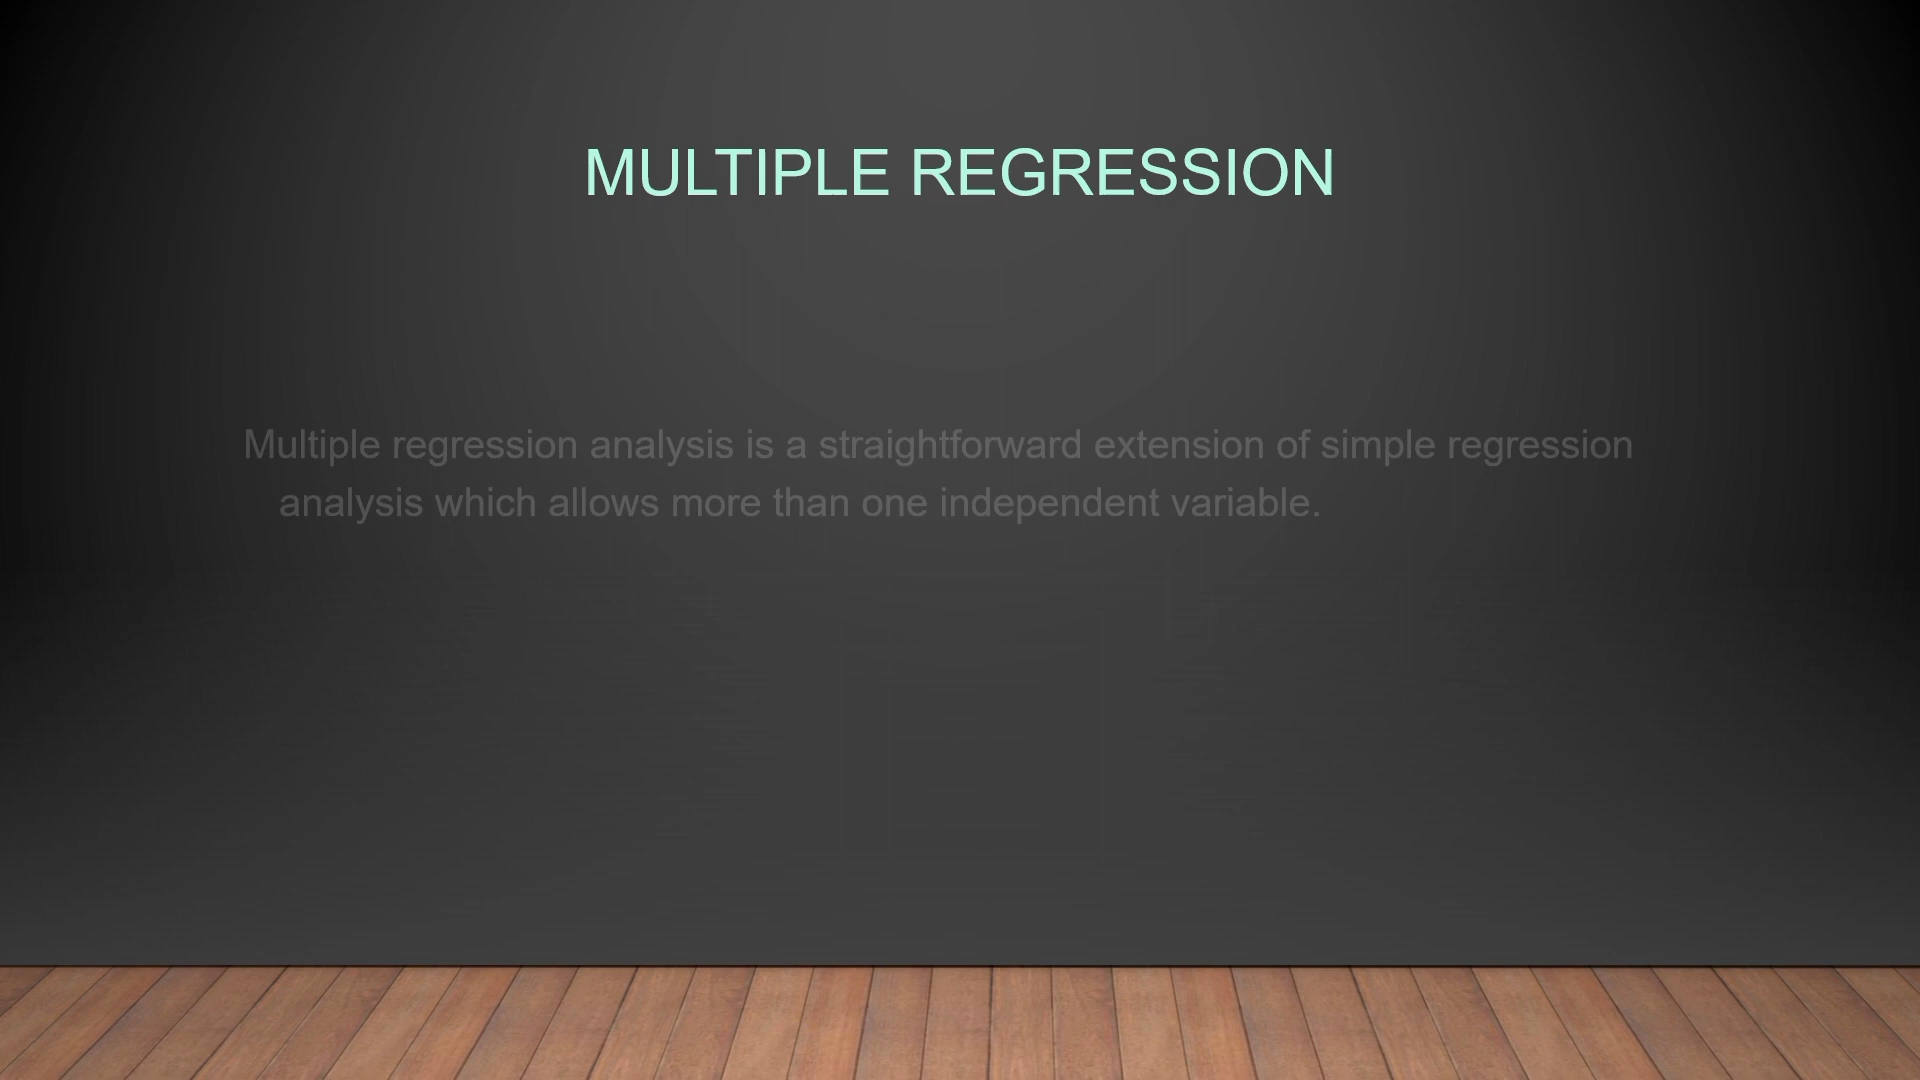 MULTIPLE REGRESSION
Multiple regression analysis is a straightforward extension of simple regression
analysis which allows more than one independent variable.